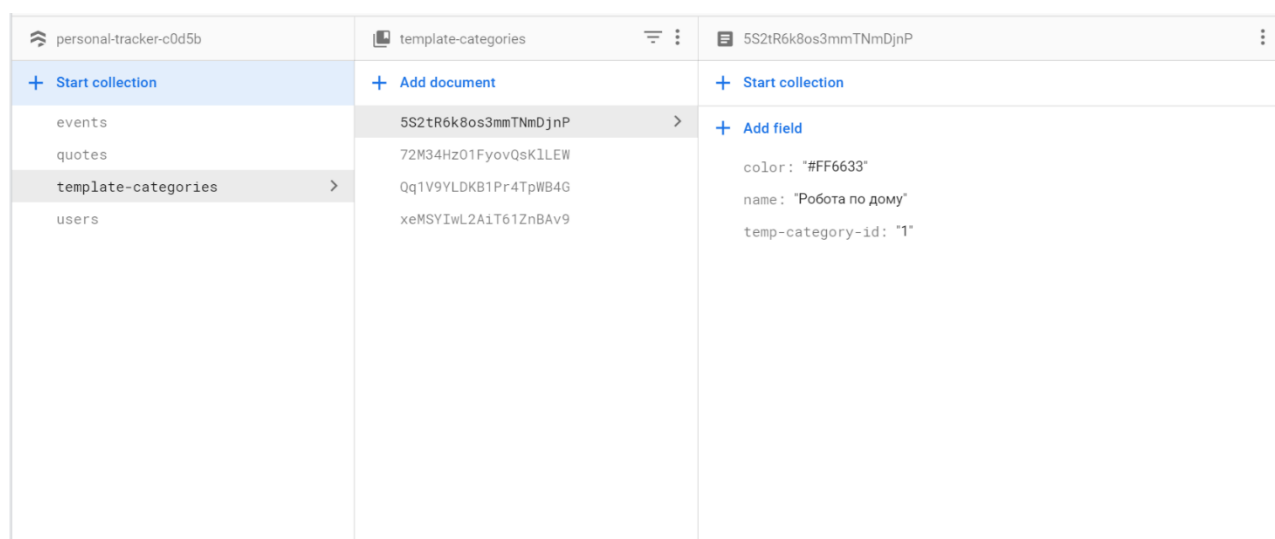 personal-tracker-c0d5b
Start collection
events
quotes
template-categories
users
template-categories
Add document
5S2tR6k8os3mmTNmDjnP
72M34HzO1FyovQsKlLEW
Qq1V9YLDKB1Pr4TpWB4G
xeMSYIwL2AiT61ZnBAv9
5S2tR6k8os3mmTNmDjnP
Start collection
Add field
color: "#FF6633"
name: "Робота по дому"
temp-category-id: "1"